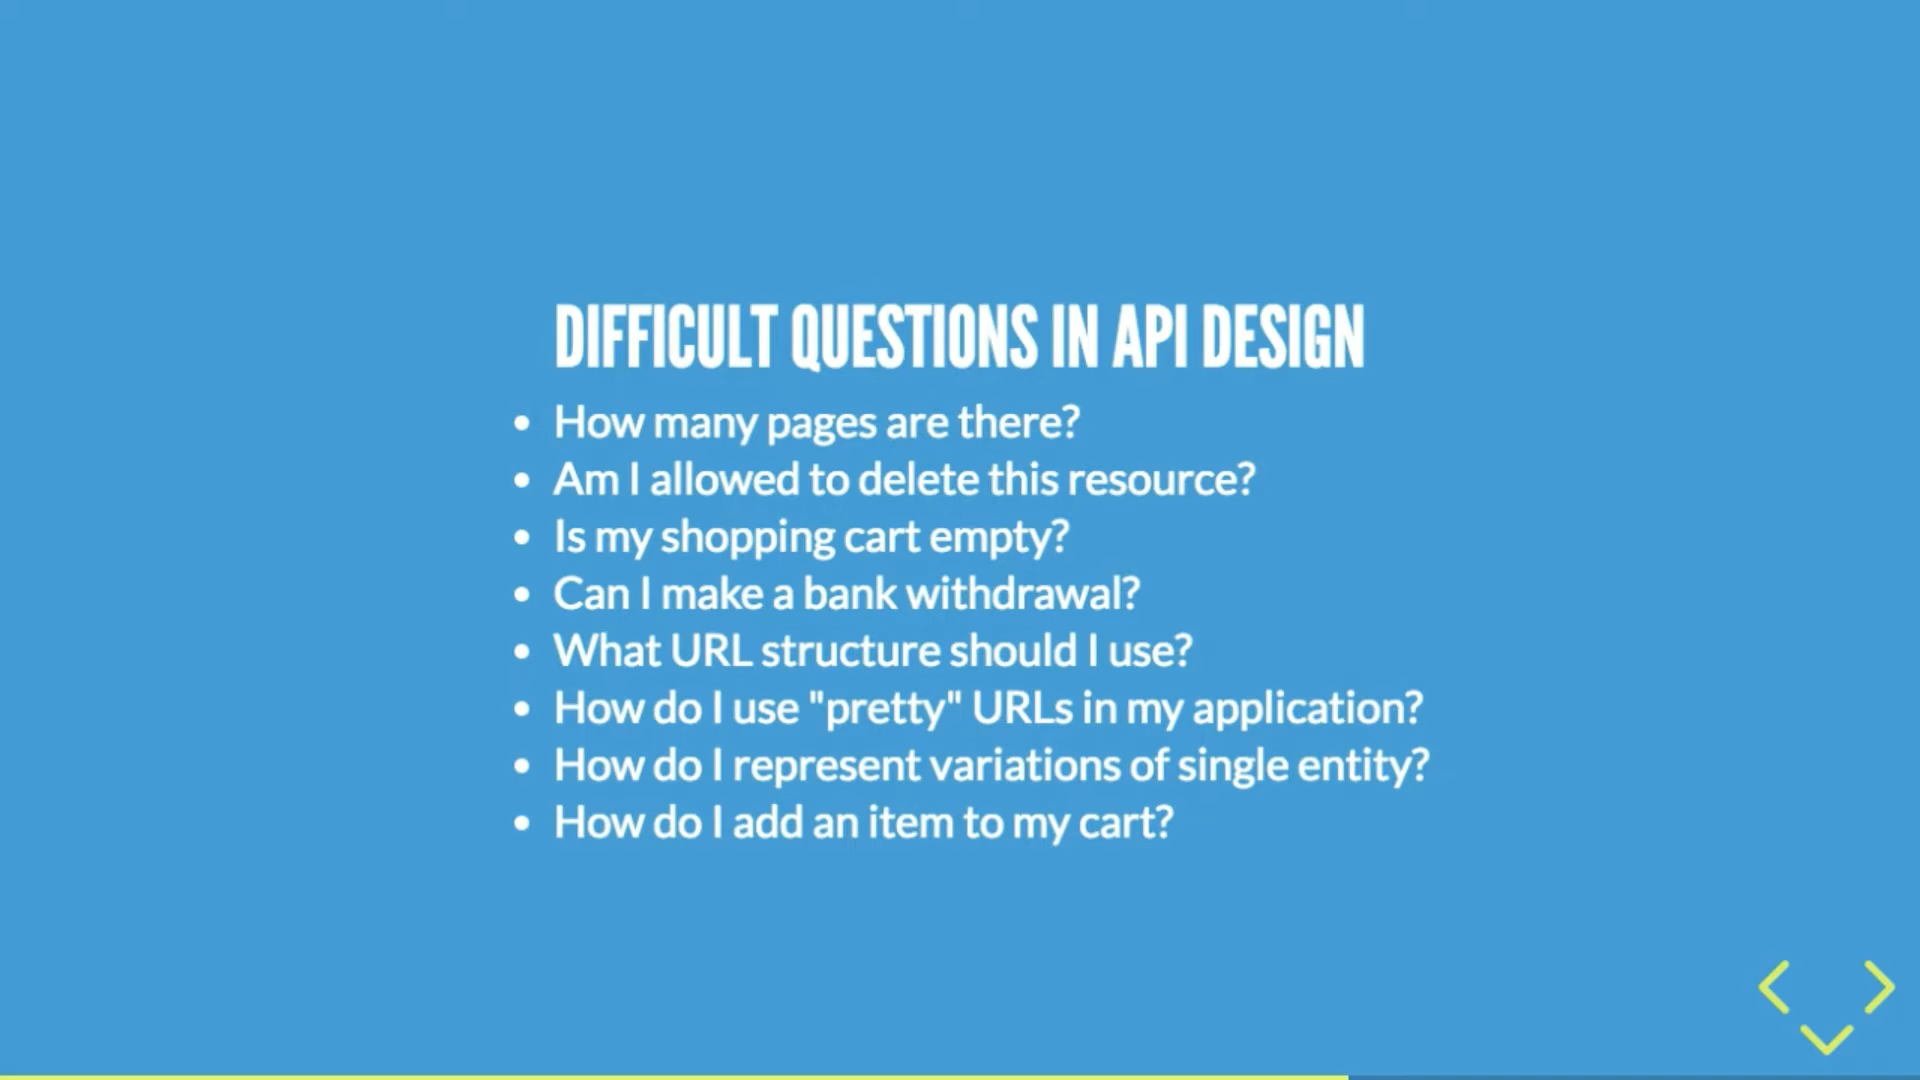 DIFFICULT QUESTIONS IN API DESIGN
• How many pages are there?
• Am I allowed to delete this resource?
• Is my shopping cart empty?
• Can I make a bank withdrawal?
• What URL structure should I use?
• How do I use "pretty" URLs in my application?
• How do I represent variations of single entity?
• How do I add an item to my cart?